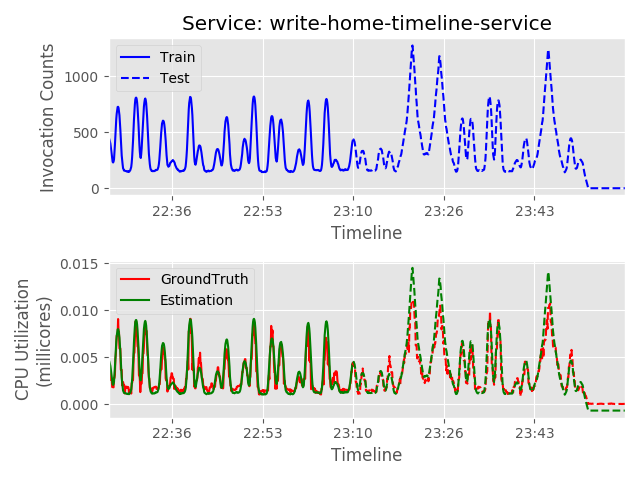 Service: write-home-timeline-service
Invocation Counts
1000
500
0
Train
Test
22:36 22:53 23:10 23:26 23:43
Timeline
CPU Utilization
(millicores)
0.015
0.010
0.005
0.000
GroundTruth
Estimation
22:36 22:53 23:10 23:26 23:43
Timeline